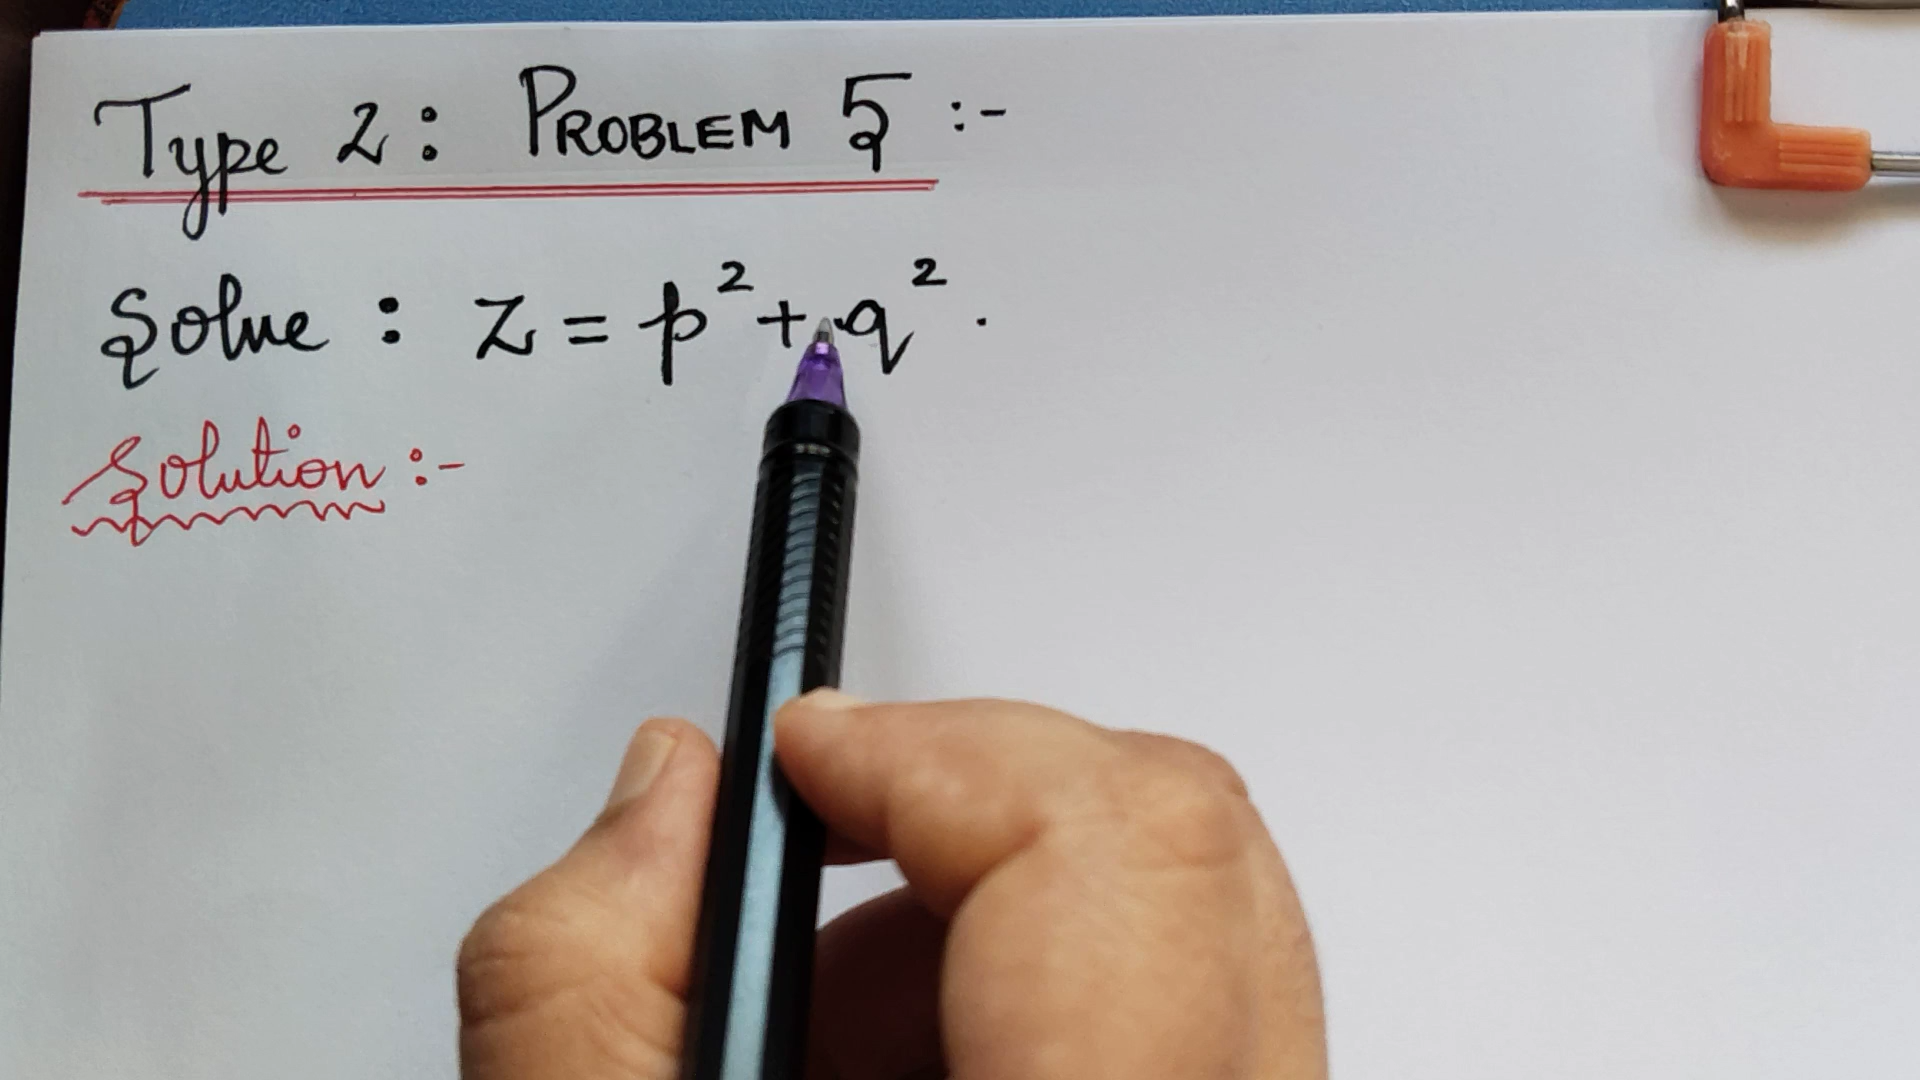 Type 2: PROBLEM 5 :-
Solve : z = p² + q² .
Solution :-